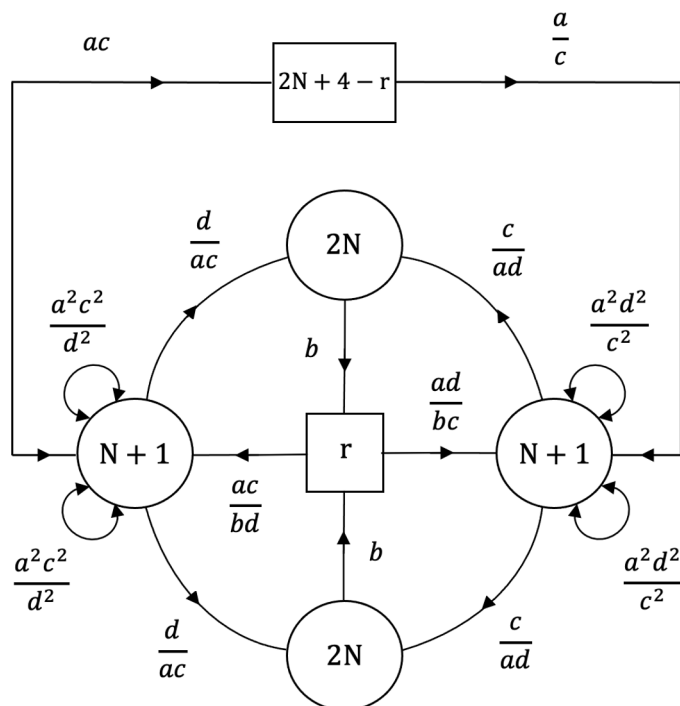 ac
a/c
2N + 4 − r
2N
d/ac
c/ad
a²c²/d²
a²d²/c²
b
ad/bc
N + 1
r
N + 1
ac/bd
b
a²c²/d²
a²d²/c²
d/ac
2N
c/ad